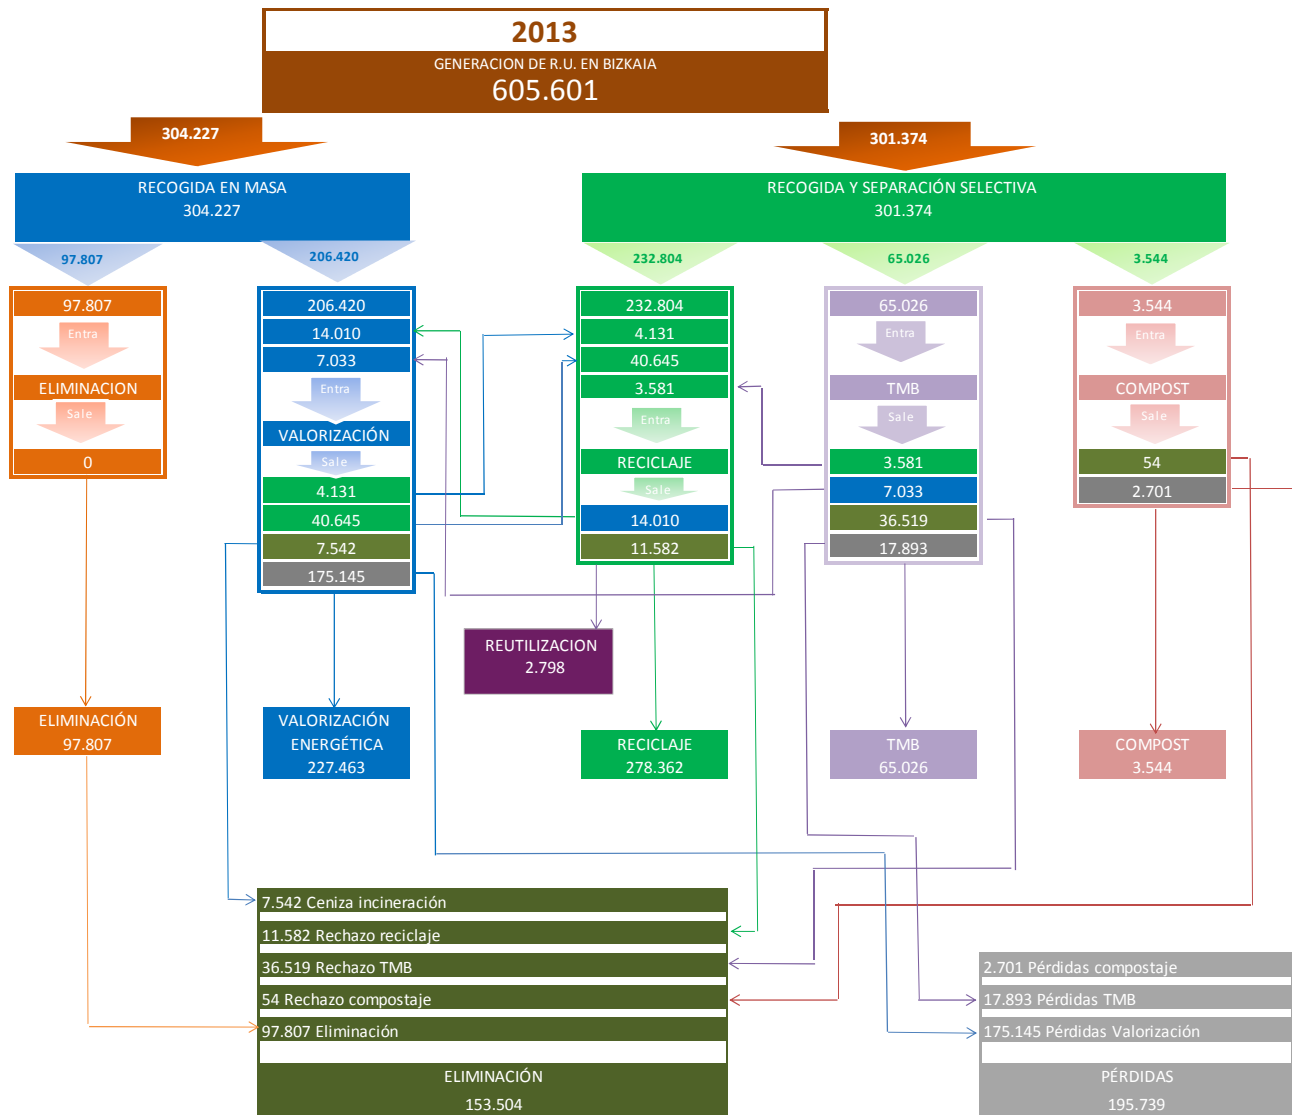 2013
GENERACION DE R.U. EN BIZKAIA
605.601
304.227
301.374
RECOGIDA EN MASA
304.227
RECOGIDA Y SEPARACIÓN SELECTIVA
301.374
97.807
206.420
232.804
65.026
3.544
97.807
Entra
ELIMINACION
Sale
0
206.420
14.010
7.033
Entra
VALORIZACIÓN
Sale
4.131
40.645
7.542
175.145
232.804
4.131
40.645
3.581
Entra
RECICLAJE
Sale
14.010
11.582
65.026
Entra
TMB
Sale
3.581
7.033
36.519
17.893
3.544
Entra
COMPOST
Sale
54
2.701
REUTILIZACION
2.798
ELIMINACIÓN
97.807
VALORIZACIÓN
ENERGÉTICA
227.463
RECICLAJE
278.362
TMB
65.026
COMPOST
3.544
7.542 Ceniza incineración
11.582 Rechazo reciclaje
36.519 Rechazo TMB
54 Rechazo compostaje
97.807 Eliminación
ELIMINACIÓN
153.504
2.701 Pérdidas compostaje
17.893 Pérdidas TMB
175.145 Pérdidas Valorización
PÉRDIDAS
195.739